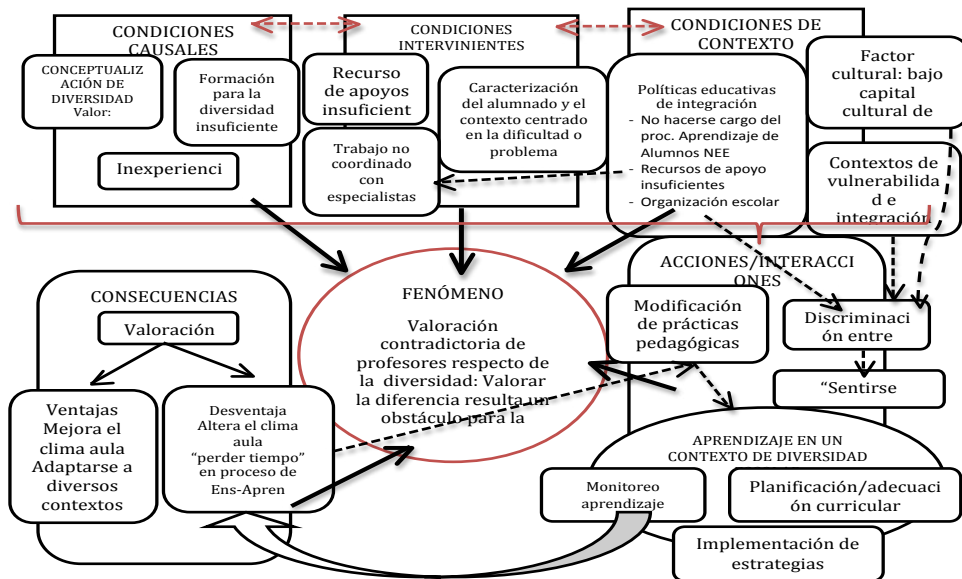 CONDICIONES
CAUSALES
CONCEPTUALIZ
ACIÓN DE
DIVERSIDAD
Valor:
Formación
para la
diversidad
insuficiente
Inexperienci
CONDICIONES
INTERVINIENTES
Recurso
de apoyos
insuficient
Caracterización
del alumnado y el
contexto centrado
en la dificultad o
problema
Trabajo no
coordinado
con
especialistas
CONDICIONES DE
CONTEXTO
Políticas educativas
de integración
- No hacerse cargo del
proc. Aprendizaje de
Alumnos NEE
- Recursos de apoyo
insuficientes
- Organización escolar
Factor
cultural: bajo
capital
cultural de
Contextos de
vulnerabilida
d e
integración
CONSECUENCIAS
Valoración
Ventajas
Mejora el
clima aula
Adaptarse a
diversos
contextos
Desventaja
Altera el clima
aula
“perder tiempo”
en proceso de
Ens-Apren
FENÓMENO
Valoración
contradictoria de
profesores respecto de
la diversidad: Valorar
la diferencia resulta un
obstáculo para la
ACCIONES/INTERACCI
ONES
Modificación
de prácticas
pedagógicas
Discriminaci
ón entre
“Sentirse
APRENDIZAJE EN UN
CONTEXTO DE DIVERSIDAD
Monitoreo
aprendizaje
Planificación/adecuaci
ón curricular
Implementación de
estrategias